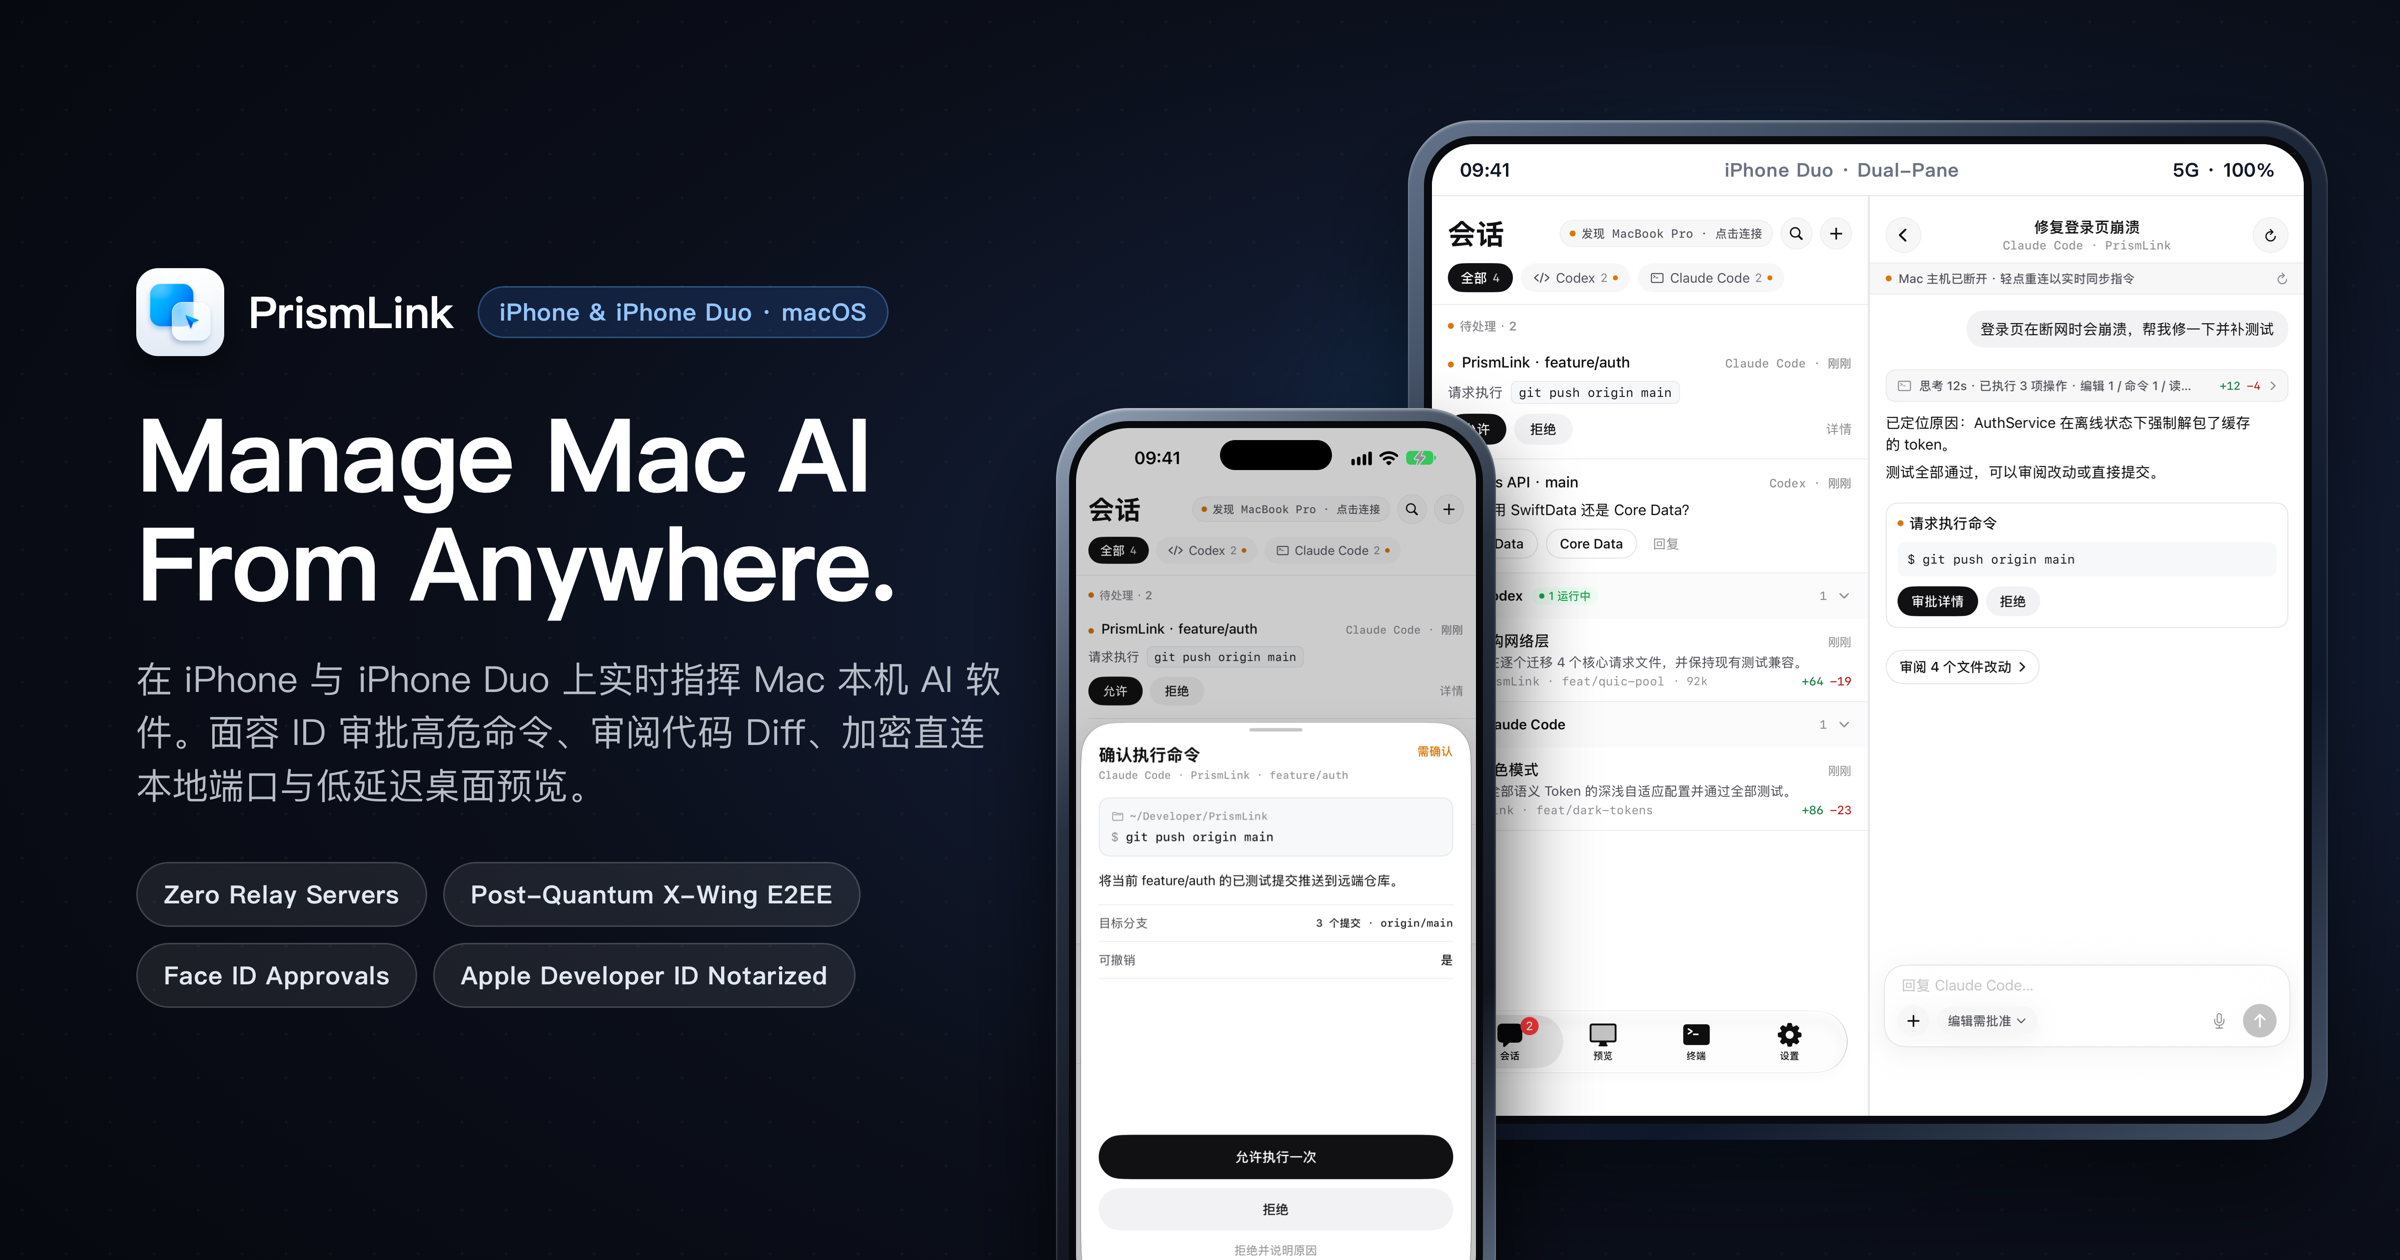 PrismLink
iPhone & iPhone Duo · macOS
Manage Mac AI
From Anywhere.
在 iPhone 与 iPhone Duo 上实时指挥 Mac 本机 AI 软
件。面容 ID 审批高危命令、审阅代码 Diff、加密直连
本地端口与低延迟桌面预览。
Zero Relay Servers
Post-Quantum X-Wing E2EE
Face ID Approvals
Apple Developer ID Notarized
09:41
会话
发现 MacBook Pro · 点击连接
全部 4
</> Codex 2
Claude Code 2
待处理 · 2
PrismLink · feature/auth
Claude Code · 刚刚
请求执行 git push origin main
允许
拒绝
详情
确认执行命令
需确认
Claude Code · PrismLink · feature/auth
~/Developer/PrismLink
$ git push origin main
将当前 feature/auth 的已测试提交推送到远端仓库。
目标分支
3 个提交 · origin/main
可撤销
是
允许执行一次
拒绝
拒绝并说明原因
09:41
iPhone Duo · Dual-Pane
5G · 100%
会话
发现 MacBook Pro · 点击连接
全部 4
</> Codex 2
Claude Code 2
待处理 · 2
PrismLink · feature/auth
Claude Code · 刚刚
请求执行 git push origin main
许
拒绝
详情
s API · main
Codex · 刚刚
用 SwiftData 还是 Core Data?
Data
Core Data
回复
dex
1 运行中
1
构网络层
刚刚
逐个迁移 4 个核心请求文件，并保持现有测试兼容。
smLink · feat/quic-pool · 92k
+64 -19
aude Code
1
色模式
刚刚
全部语义 Token 的深浅自适应配置并通过全部测试。
ink · feat/dark-tokens
+86 -23
2
会话
预览
终端
设置
修复登录页崩溃
Claude Code · PrismLink
Mac 主机已断开 · 轻点重连以实时同步指令
登录页在断网时会崩溃，帮我修一下并补测试
思考 12s · 已执行 3 项操作 · 编辑 1 / 命令 1 / 读...
+12 -4
已定位原因：AuthService 在离线状态下强制解包了缓存
的 token。
测试全部通过，可以审阅改动或直接提交。
请求执行命令
$ git push origin main
审批详情
拒绝
审阅 4 个文件改动
回复 Claude Code...
编辑需批准